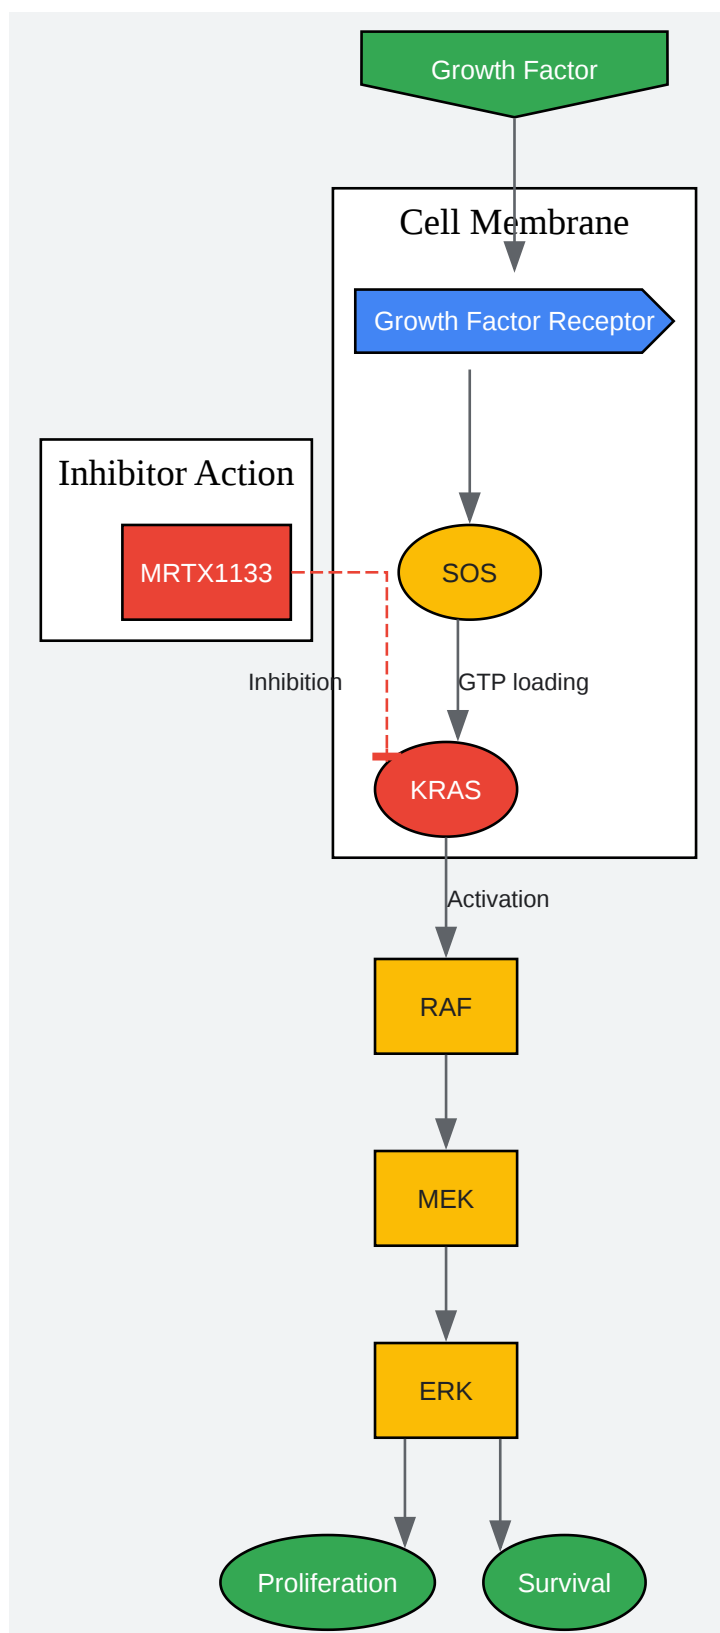 Growth Factor
Cell Membrane
Growth Factor Receptor
Inhibitor Action
MRTX1133
SOS
Inhibition
GTP loading
KRAS
Activation
RAF
MEK
ERK
Proliferation
Survival